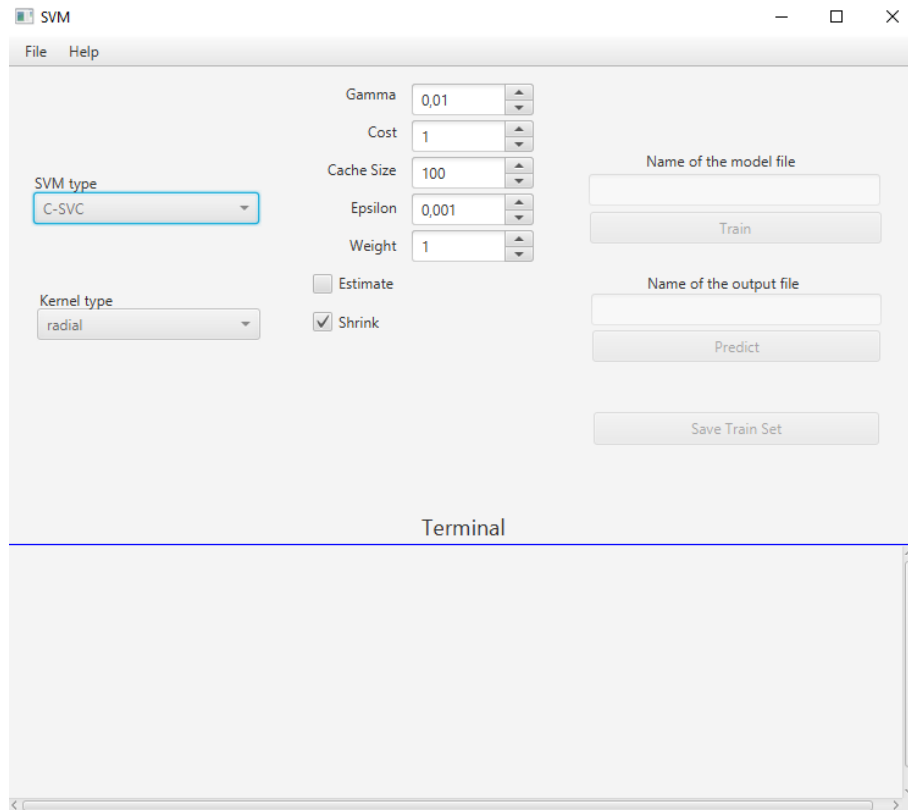 SVM
File Help
Gamma 0,01
Cost 1
Cache Size 100
Epsilon 0,001
Weight 1
Estimate
Shrink
SVM type
C-SVC
Kernel type
radial
Name of the model file
Train
Name of the output file
Predict
Save Train Set
Terminal